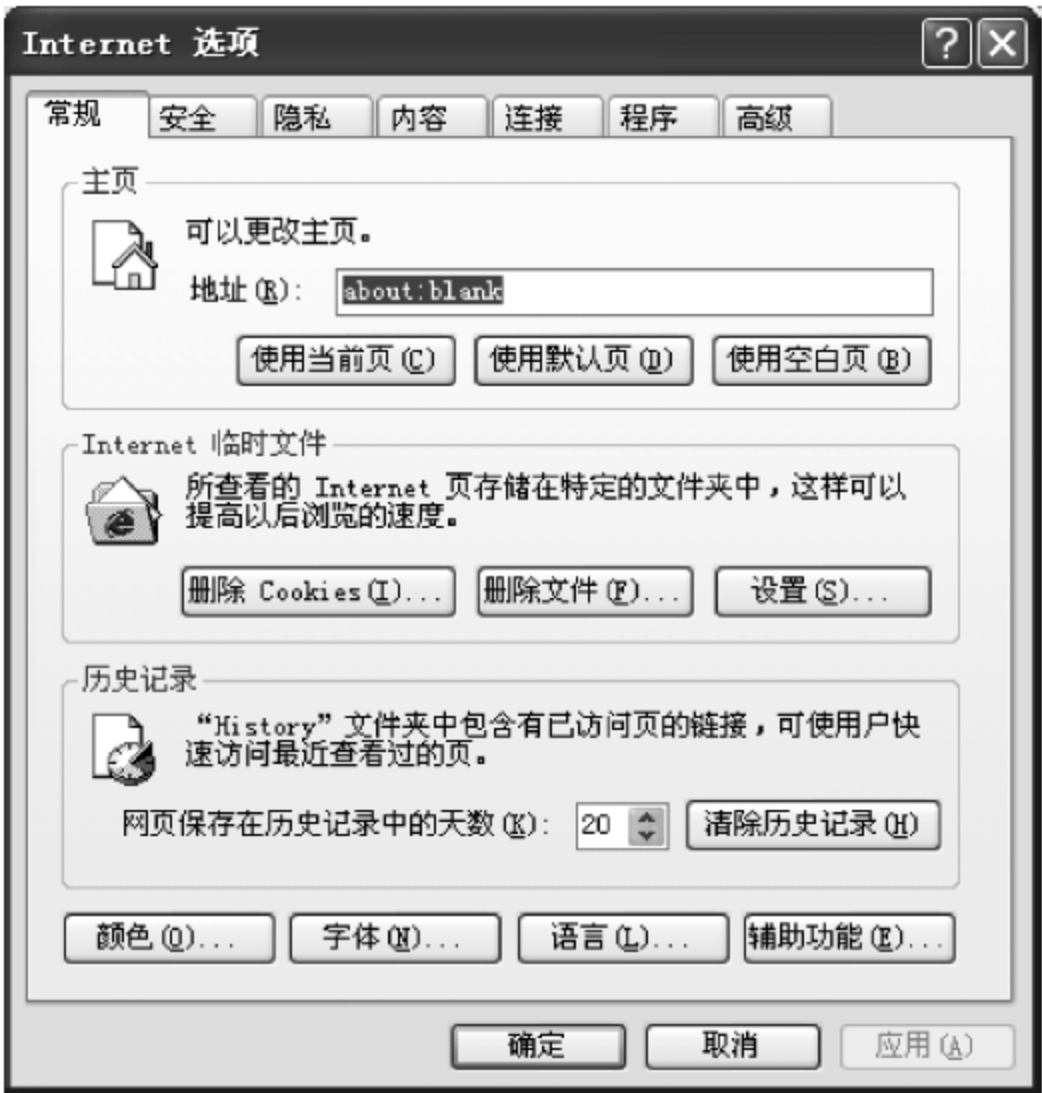 Internet 选项
常规 安全 隐私 内容 连接 程序 高级
主页
可以更改主页。
地址(R): about:blank
使用当前页(C) 使用默认页(D) 使用空白页(B)
Internet 临时文件
所查看的 Internet 页存储在特定的文件夹中，这样可以
提高以后浏览的速度。
删除 Cookies(I)... 删除文件(F)... 设置(S)...
历史记录
“History”文件夹中包含有已访问页的链接，可使用户快
速访问最近查看过的页。
网页保存在历史记录中的天数(K): 20 清除历史记录(H)
颜色(O)... 字体(N)... 语言(L)... 辅助功能(E)...
确定 取消 应用(A)